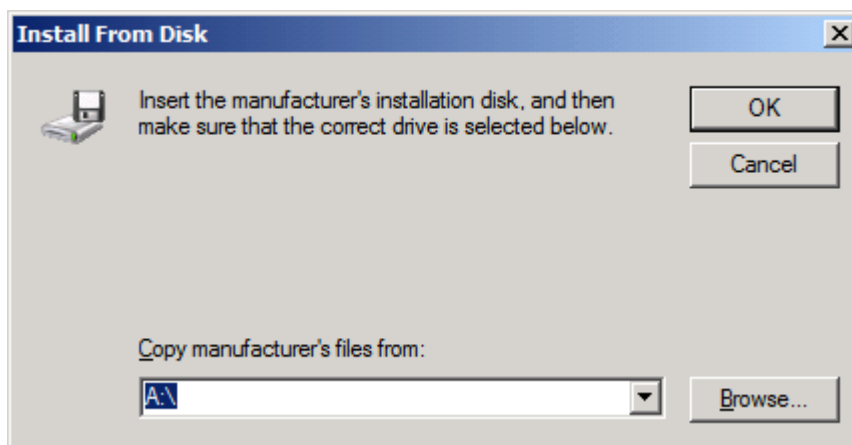 Install From Disk
Insert the manufacturer's installation disk, and then
make sure that the correct drive is selected below.
OK
Cancel
Copy manufacturer's files from:
A:\
Browse...